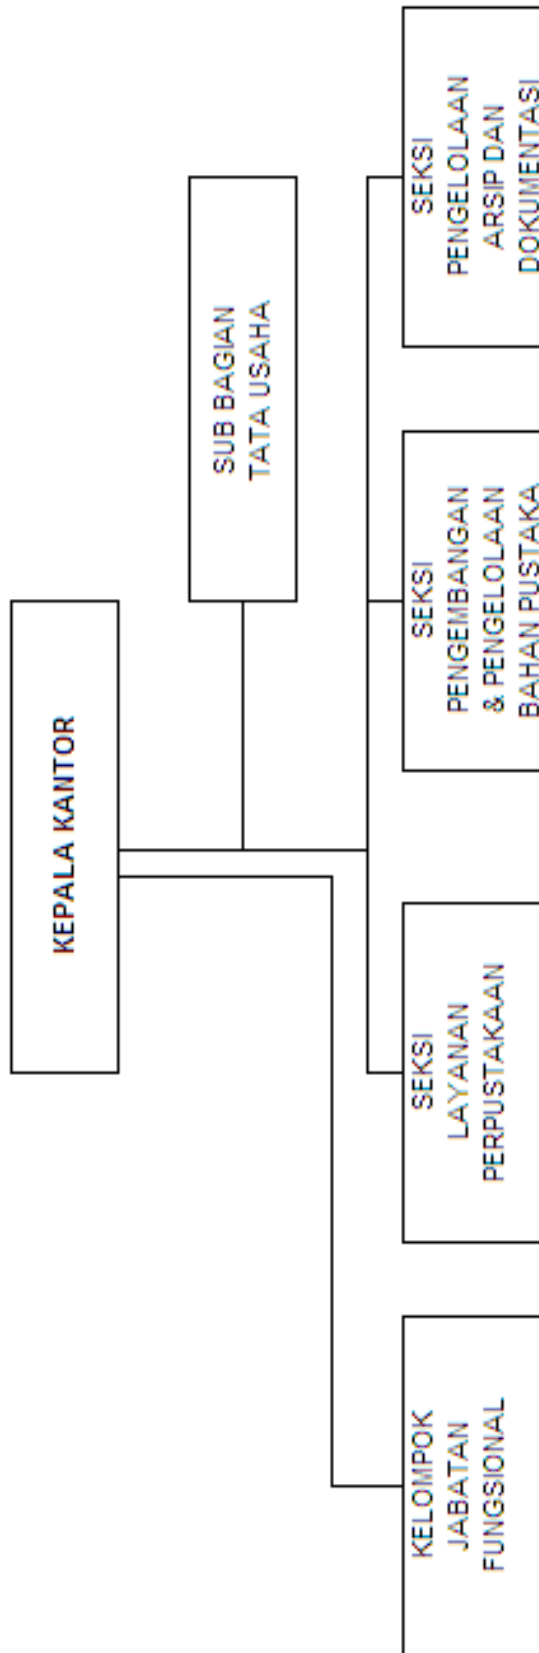 KEPALA KANTOR
SUB BAGIAN
TATA USAHA
KELOMPOK
JABATAN
FUNGSIONAL
SEKSI
LAYANAN
PERPUSTAKAAN
SEKSI
PENGEMBANGAN
& PENGELOLAAN
BAHAN PUSTAKA
SEKSI
PENGELOLAAN
ARSIP DAN
DOKUMENTASI